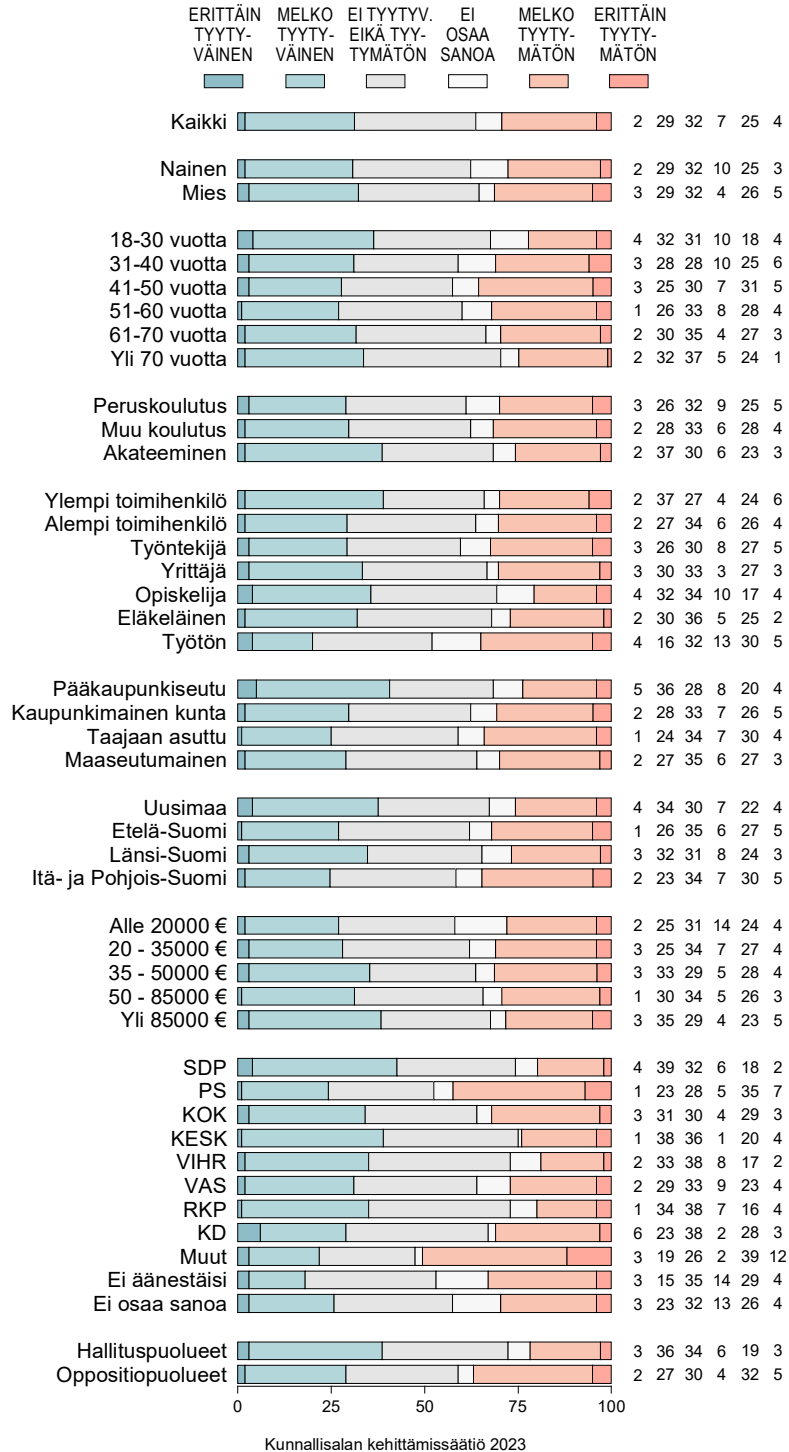 ERITTÄIN MELKO EI TYYTYV. EI MELKO ERITTÄIN
TYYTY- TYYTY- EIKÄ TYY- OSAA TYYTY- TYYTY-
VÄINEN VÄINEN TYMÄTÖN SANOA MÄTÖN MÄTÖN
Kaikki 2 29 32 7 25 4
Nainen 2 29 32 10 25 3
Mies 3 29 32 4 26 5
18-30 vuotta 4 32 31 10 18 4
31-40 vuotta 3 28 28 10 25 6
41-50 vuotta 3 25 30 7 31 5
51-60 vuotta 1 26 33 8 28 4
61-70 vuotta 2 30 35 4 27 3
Yli 70 vuotta 2 32 37 5 24 1
Peruskoulutus 3 26 32 9 25 5
Muu koulutus 2 28 33 6 28 4
Akateeminen 2 37 30 6 23 3
Ylempi toimihenkilö 2 37 27 4 24 6
Alempi toimihenkilö 2 27 34 6 26 4
Työntekijä 3 26 30 8 27 5
Yrittäjä 3 30 33 3 27 3
Opiskelija 4 32 34 10 17 4
Eläkeläinen 2 30 36 5 25 2
Työtön 4 16 32 13 30 5
Pääkaupunkiseutu 5 36 28 8 20 4
Kaupunkimainen kunta 2 28 33 7 26 5
Taajaan asuttu 1 24 34 7 30 4
Maaseutumainen 2 27 35 6 27 3
Uusimaa 4 34 30 7 22 4
Etelä-Suomi 1 26 35 6 27 5
Länsi-Suomi 3 32 31 8 24 3
Itä- ja Pohjois-Suomi 2 23 34 7 30 5
Alle 20000 € 2 25 31 14 24 4
20 - 35000 € 3 25 34 7 27 4
35 - 50000 € 3 33 29 5 28 4
50 - 85000 € 1 30 34 5 26 3
Yli 85000 € 3 35 29 4 23 5
SDP 4 39 32 6 18 2
PS 1 23 28 5 35 7
KOK 3 31 30 4 29 3
KESK 1 38 36 1 20 4
VIHR 2 33 38 8 17 2
VAS 2 29 33 9 23 4
RKP 1 34 38 7 16 4
KD 6 23 38 2 28 3
Muut 3 19 26 2 39 12
Ei äänestäisi 3 15 35 14 29 4
Ei osaa sanoa 3 23 32 13 26 4
Hallituspuolueet 3 36 34 6 19 3
Oppositiopuolueet 2 27 30 4 32 5
0 25 50 75 100
Kunnallisalan kehittämissäätiö 2023